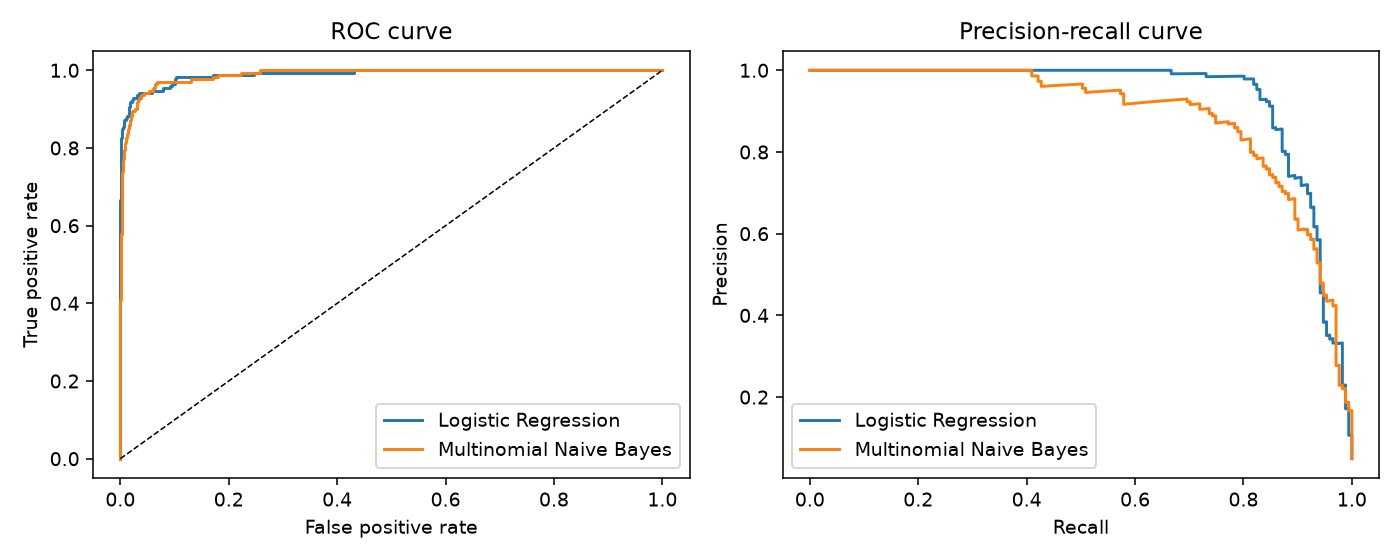 ROC curve
True positive rate
1.0
0.8
0.6
0.4
0.2
0.0
0.0 0.2 0.4 0.6 0.8 1.0
False positive rate
Logistic Regression
Multinomial Naive Bayes
Precision-recall curve
Precision
1.0
0.8
0.6
0.4
0.2
0.0 0.2 0.4 0.6 0.8 1.0
Recall
Logistic Regression
Multinomial Naive Bayes